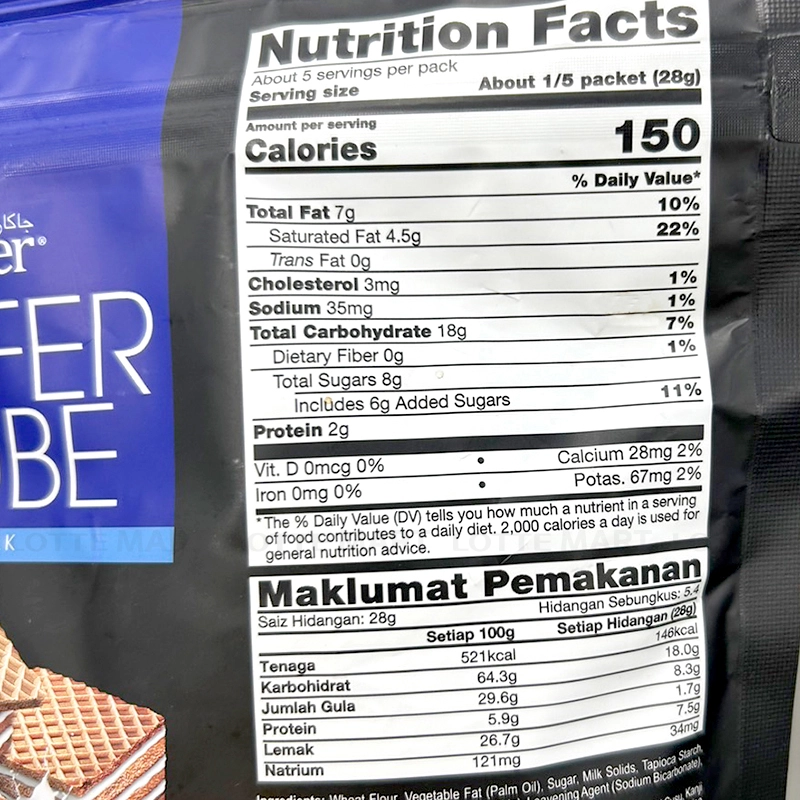 جاكا
er®
FER
BE
K
Nutrition Facts
About 5 servings per pack
Serving size About 1/5 packet (28g)
Amount per serving
Calories 150
% Daily Value*
Total Fat 7g 10%
Saturated Fat 4.5g 22%
Trans Fat 0g
Cholesterol 3mg 1%
Sodium 35mg 1%
Total Carbohydrate 18g 7%
Dietary Fiber 0g 1%
Total Sugars 8g
Includes 6g Added Sugars 11%
Protein 2g
Vit. D 0mcg 0% • Calcium 28mg 2%
Iron 0mg 0% • Potas. 67mg 2%
*The % Daily Value (DV) tells you how much a nutrient in a serving
of food contributes to a daily diet. 2,000 calories a day is used for
general nutrition advice.
LOTTE MART
Maklumat Pemakanan
Saiz Hidangan: 28g Hidangan Sebungkus: 5.4
Setiap 100g Setiap Hidangan (28g)
Tenaga 521kcal 146kcal
Karbohidrat 64.3g 18.0g
Jumlah Gula 29.6g 8.3g
Protein 5.9g 1.7g
Lemak 26.7g 7.5g
Natrium 121mg 34mg
Ingredients: Wheat Flour, Vegetable Fat (Palm Oil), Sugar, Milk Solids, Tapioca Starch,
Leavening Agent (Sodium Bicarbonate),